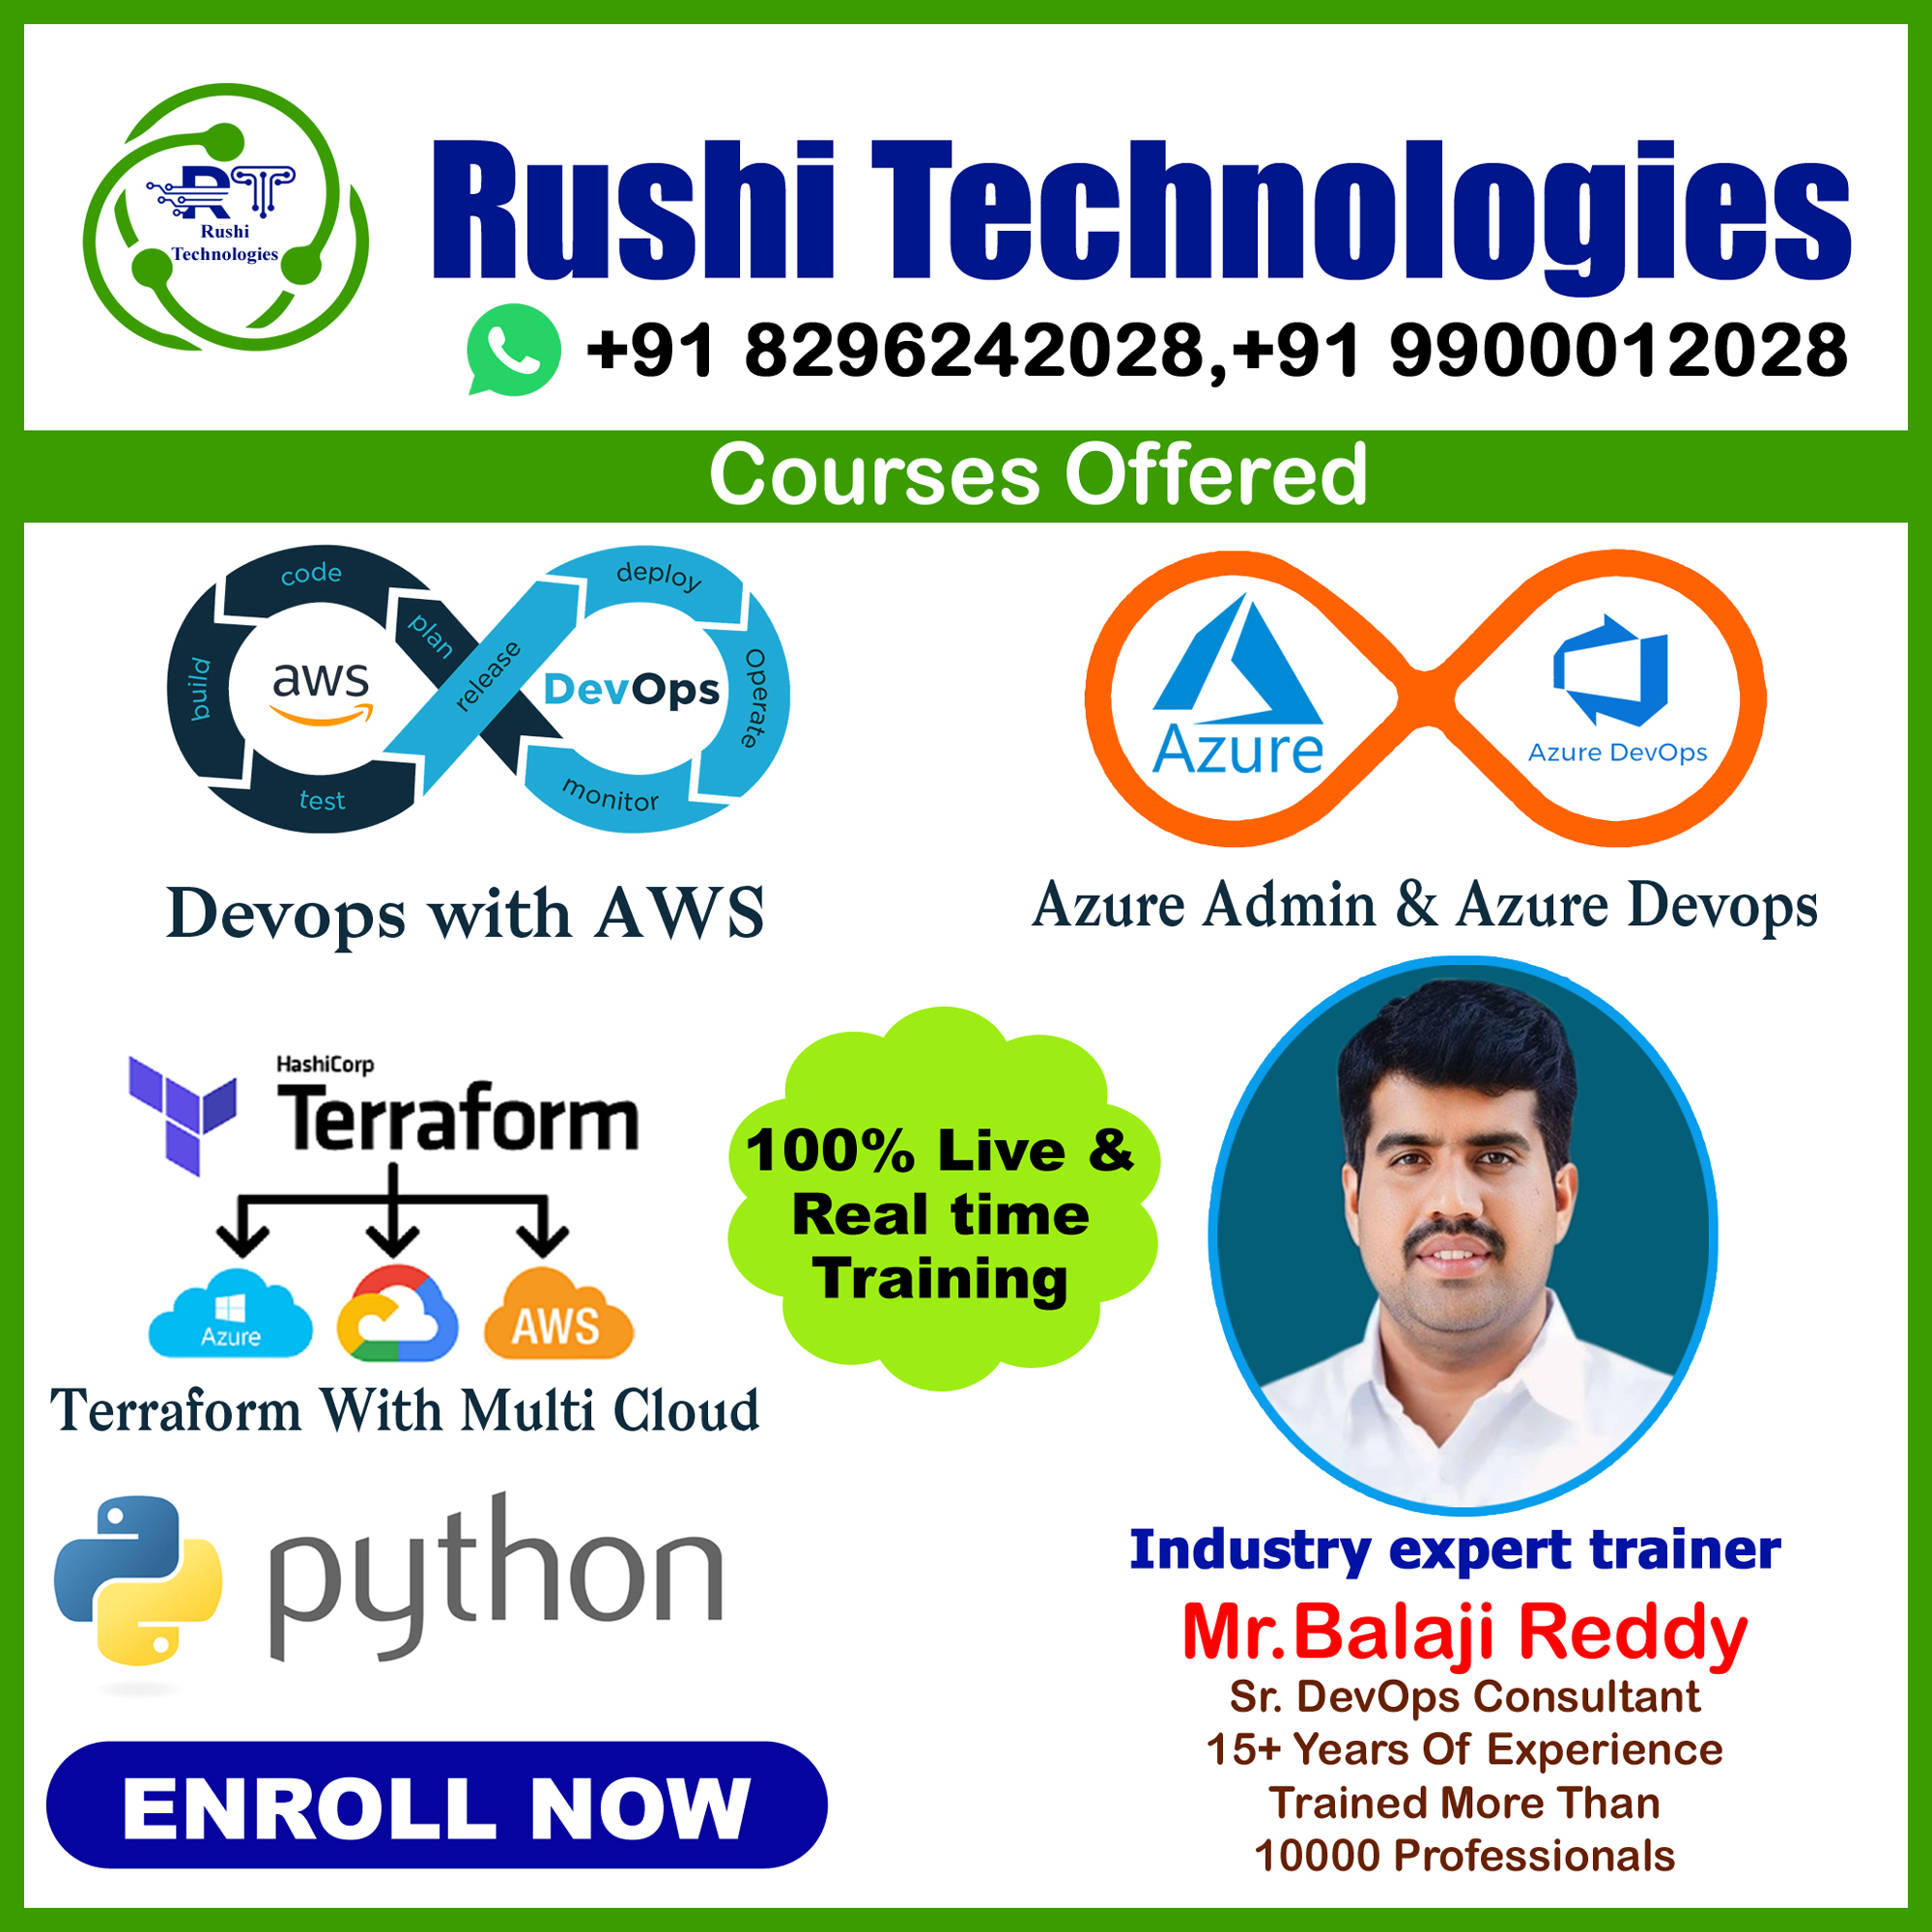 Rushi Technologies
RT
Rushi
Technologies
+91 8296242028,+91 9900012028
Courses Offered
code
plan
build
aws
test
release
deploy
DevOps
Operate
monitor
Devops with AWS
Azure
Azure DevOps
Azure Admin & Azure Devops
HashiCorp
Terraform
Azure
AWS
Terraform With Multi Cloud
100% Live &
Real time
Training
python
ENROLL NOW
Industry expert trainer
Mr.Balaji Reddy
Sr. DevOps Consultant
15+ Years Of Experience
Trained More Than
10000 Professionals